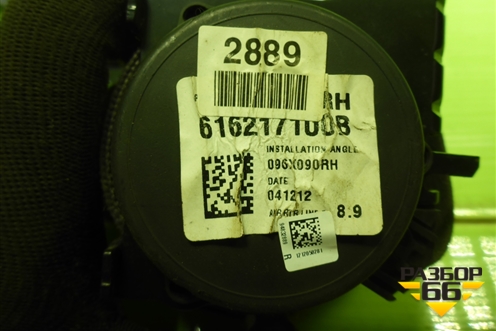 2889
RH
616217100B
INSTALLATION ANGLE
096X090RH
DATE
041212
8.9
R
РАЗБОР
66